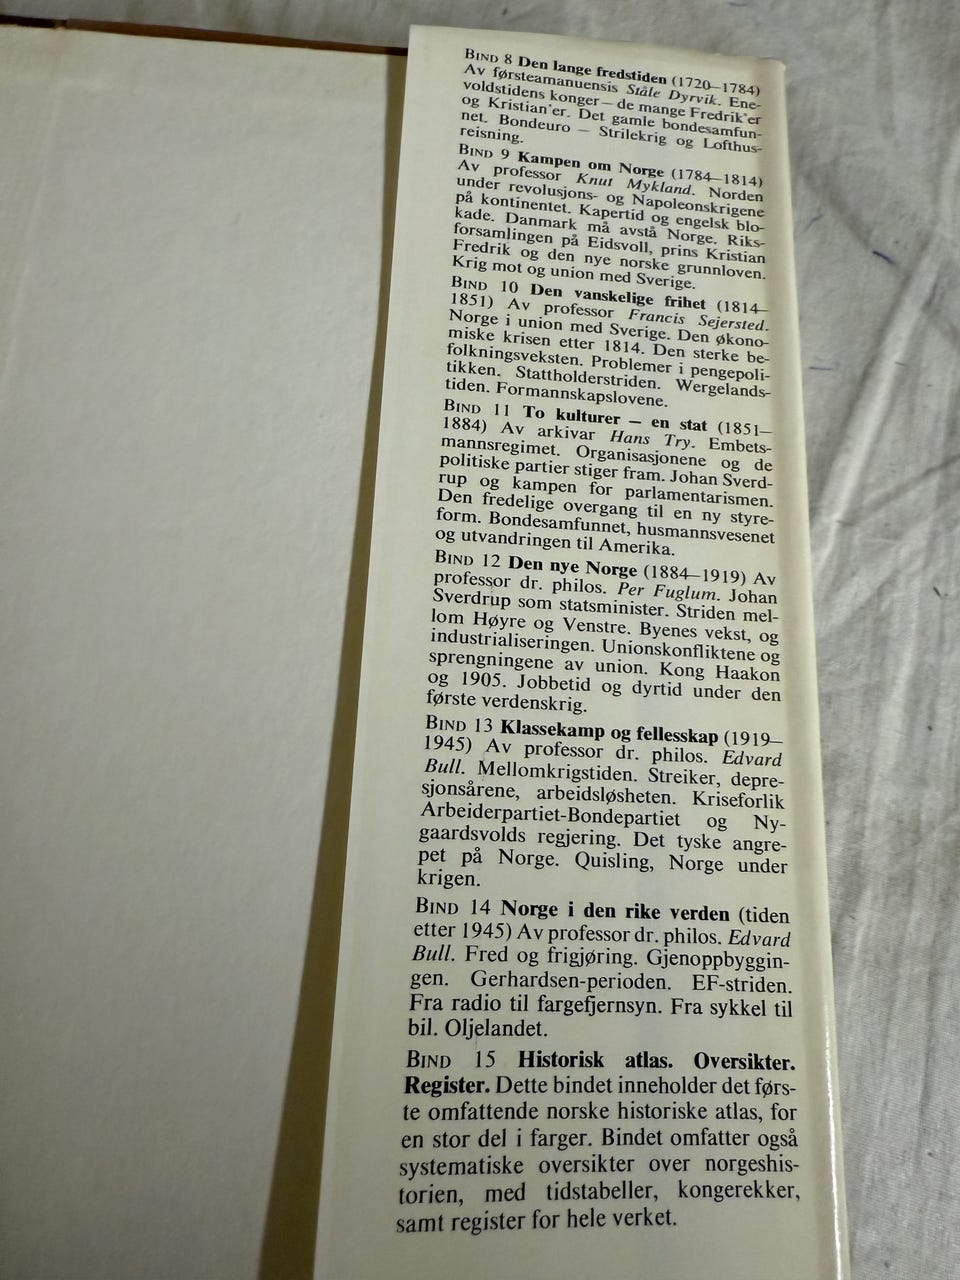 BIND 8 Den lange fredstiden (1720–1784)
Av førsteamanuensis Ståle Dyrvik. Ene-
voldstidens konger – de mange Fredrik'er
og Kristian'er. Det gamle bondesamfun-
net. Bondeuro – Strilekrig og Lofthus-
reisning.
BIND 9 Kampen om Norge (1784–1814)
Av professor Knut Mykland. Norden
under revolusjons- og Napoleonskrigene
på kontinentet. Kapertid og engelsk blo-
kade. Danmark må avstå Norge. Riks-
forsamlingen på Eidsvoll, prins Kristian
Fredrik og den nye norske grunnloven.
Krig mot og union med Sverige.
BIND 10 Den vanskelige frihet (1814–
1851) Av professor Francis Sejersted.
Norge i union med Sverige. Den økono-
miske krisen etter 1814. Den sterke be-
folkningsveksten. Problemer i pengepoli-
tikken. Stattholderstriden. Wergelands-
tiden. Formannskapslovene.
BIND 11 To kulturer – en stat (1851–
1884) Av arkivar Hans Try. Embets-
mannsregimet. Organisasjonene og de
politiske partier stiger fram. Johan Sverd-
rup og kampen for parlamentarismen.
Den fredelige overgang til en ny styre-
form. Bondesamfunnet, husmannsvesenet
og utvandringen til Amerika.
BIND 12 Den nye Norge (1884–1919) Av
professor dr. philos. Per Fuglum. Johan
Sverdrup som statsminister. Striden mel-
lom Høyre og Venstre. Byenes vekst, og
industrialiseringen. Unionskonfliktene og
sprengningene av union. Kong Haakon
og 1905. Jobbetid og dyrtid under den
første verdenskrig.
BIND 13 Klassekamp og fellesskap (1919–
1945) Av professor dr. philos. Edvard
Bull. Mellomkrigstiden. Streiker, depre-
sjonsårene, arbeidsløsheten. Kriseforlik
Arbeiderpartiet-Bondepartiet og Ny-
gaardsvolds regjering. Det tyske angre-
pet på Norge. Quisling, Norge under
krigen.
BIND 14 Norge i den rike verden (tiden
etter 1945) Av professor dr. philos. Edvard
Bull. Fred og frigjøring. Gjenoppbyggin-
gen. Gerhardsen-perioden. EF-striden.
Fra radio til fargefjernsyn. Fra sykkel til
bil. Oljelandet.
BIND 15 Historisk atlas. Oversikter.
Register. Dette bindet inneholder det førs-
te omfattende norske historiske atlas, for
en stor del i farger. Bindet omfatter også
systematiske oversikter over norgeshis-
torien, med tidstabeller, kongerekker,
samt register for hele verket.